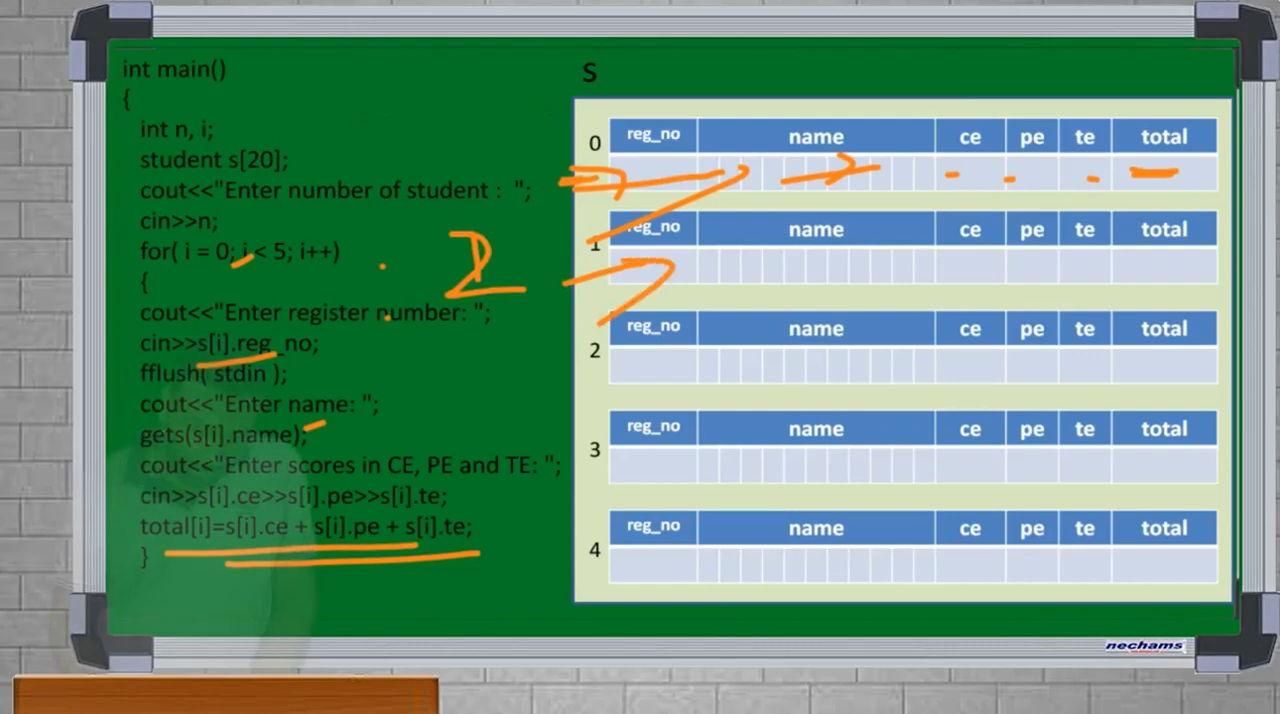 int main()
{
int n, i;
student s[20];
cout<<"Enter number of student :  ";
cin>>n;
for( i = 0; i < 5; i++)
{
cout<<"Enter register number: ";
cin>>s[i].reg_no;
fflush( stdin );
cout<<"Enter name: ";
gets(s[i].name);
cout<<"Enter scores in CE, PE and TE: ";
cin>>s[i].ce>>s[i].pe>>s[i].te;
total[i]=s[i].ce + s[i].pe + s[i].te;
}
S
0 reg_no name ce pe te total
1 reg_no name ce pe te total
2 reg_no name ce pe te total
3 reg_no name ce pe te total
4 reg_no name ce pe te total
nechams